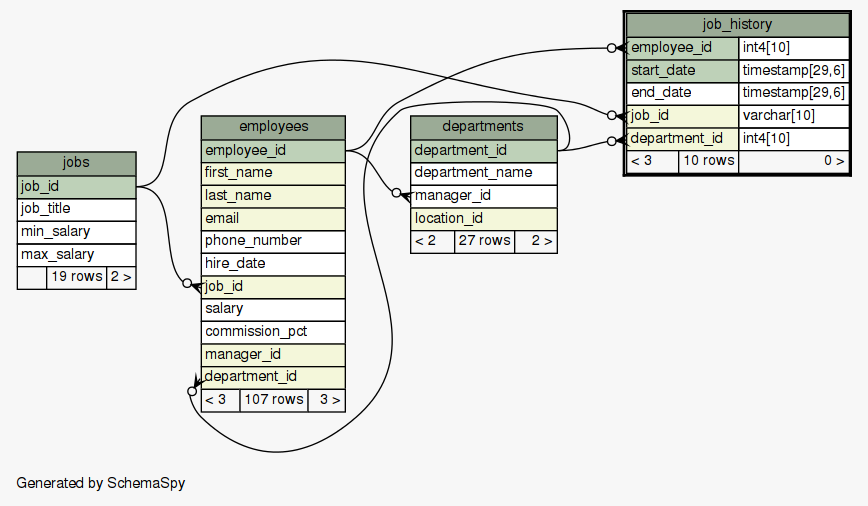 job_history
employee_id int4[10]
start_date timestamp[29,6]
end_date timestamp[29,6]
job_id varchar[10]
department_id int4[10]
< 3 10 rows 0 >
employees
employee_id
first_name
last_name
email
phone_number
hire_date
job_id
salary
commission_pct
manager_id
department_id
< 3 107 rows 3 >
departments
department_id
department_name
manager_id
location_id
< 2 27 rows 2 >
jobs
job_id
job_title
min_salary
max_salary
19 rows 2 >
Generated by SchemaSpy